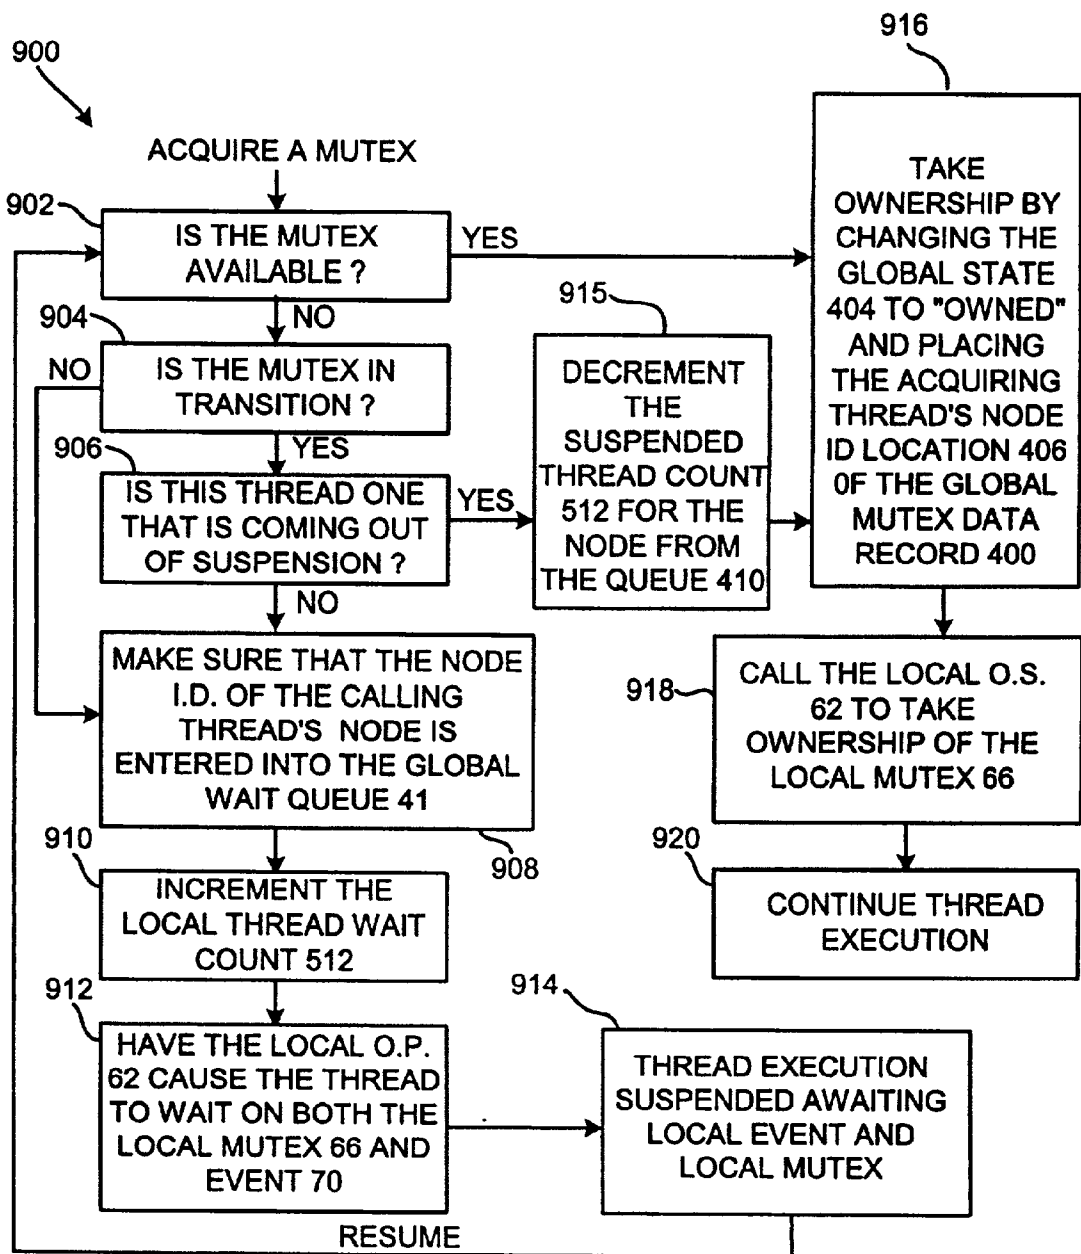 900
ACQUIRE A MUTEX
902
IS THE MUTEX
AVAILABLE ?
YES
NO
904
NO
IS THE MUTEX IN
TRANSITION ?
YES
906
IS THIS THREAD ONE
THAT IS COMING OUT
OF SUSPENSION ?
YES
NO
915
DECREMENT
THE
SUSPENDED
THREAD COUNT
512 FOR THE
NODE FROM
THE QUEUE 410
916
TAKE
OWNERSHIP BY
CHANGING THE
GLOBAL STATE
404 TO "OWNED"
AND PLACING
THE ACQUIRING
THREAD'S NODE
ID LOCATION 406
0F THE GLOBAL
MUTEX DATA
RECORD 400
MAKE SURE THAT THE NODE
I.D. OF THE CALLING
THREAD'S NODE IS
ENTERED INTO THE GLOBAL
WAIT QUEUE 41
908
918
CALL THE LOCAL O.S.
62 TO TAKE
OWNERSHIP OF THE
LOCAL MUTEX 66
910
INCREMENT THE
LOCAL THREAD WAIT
COUNT 512
920
CONTINUE THREAD
EXECUTION
912
HAVE THE LOCAL O.P.
62 CAUSE THE THREAD
TO WAIT ON BOTH THE
LOCAL MUTEX 66 AND
EVENT 70
914
THREAD EXECUTION
SUSPENDED AWAITING
LOCAL EVENT AND
LOCAL MUTEX
RESUME